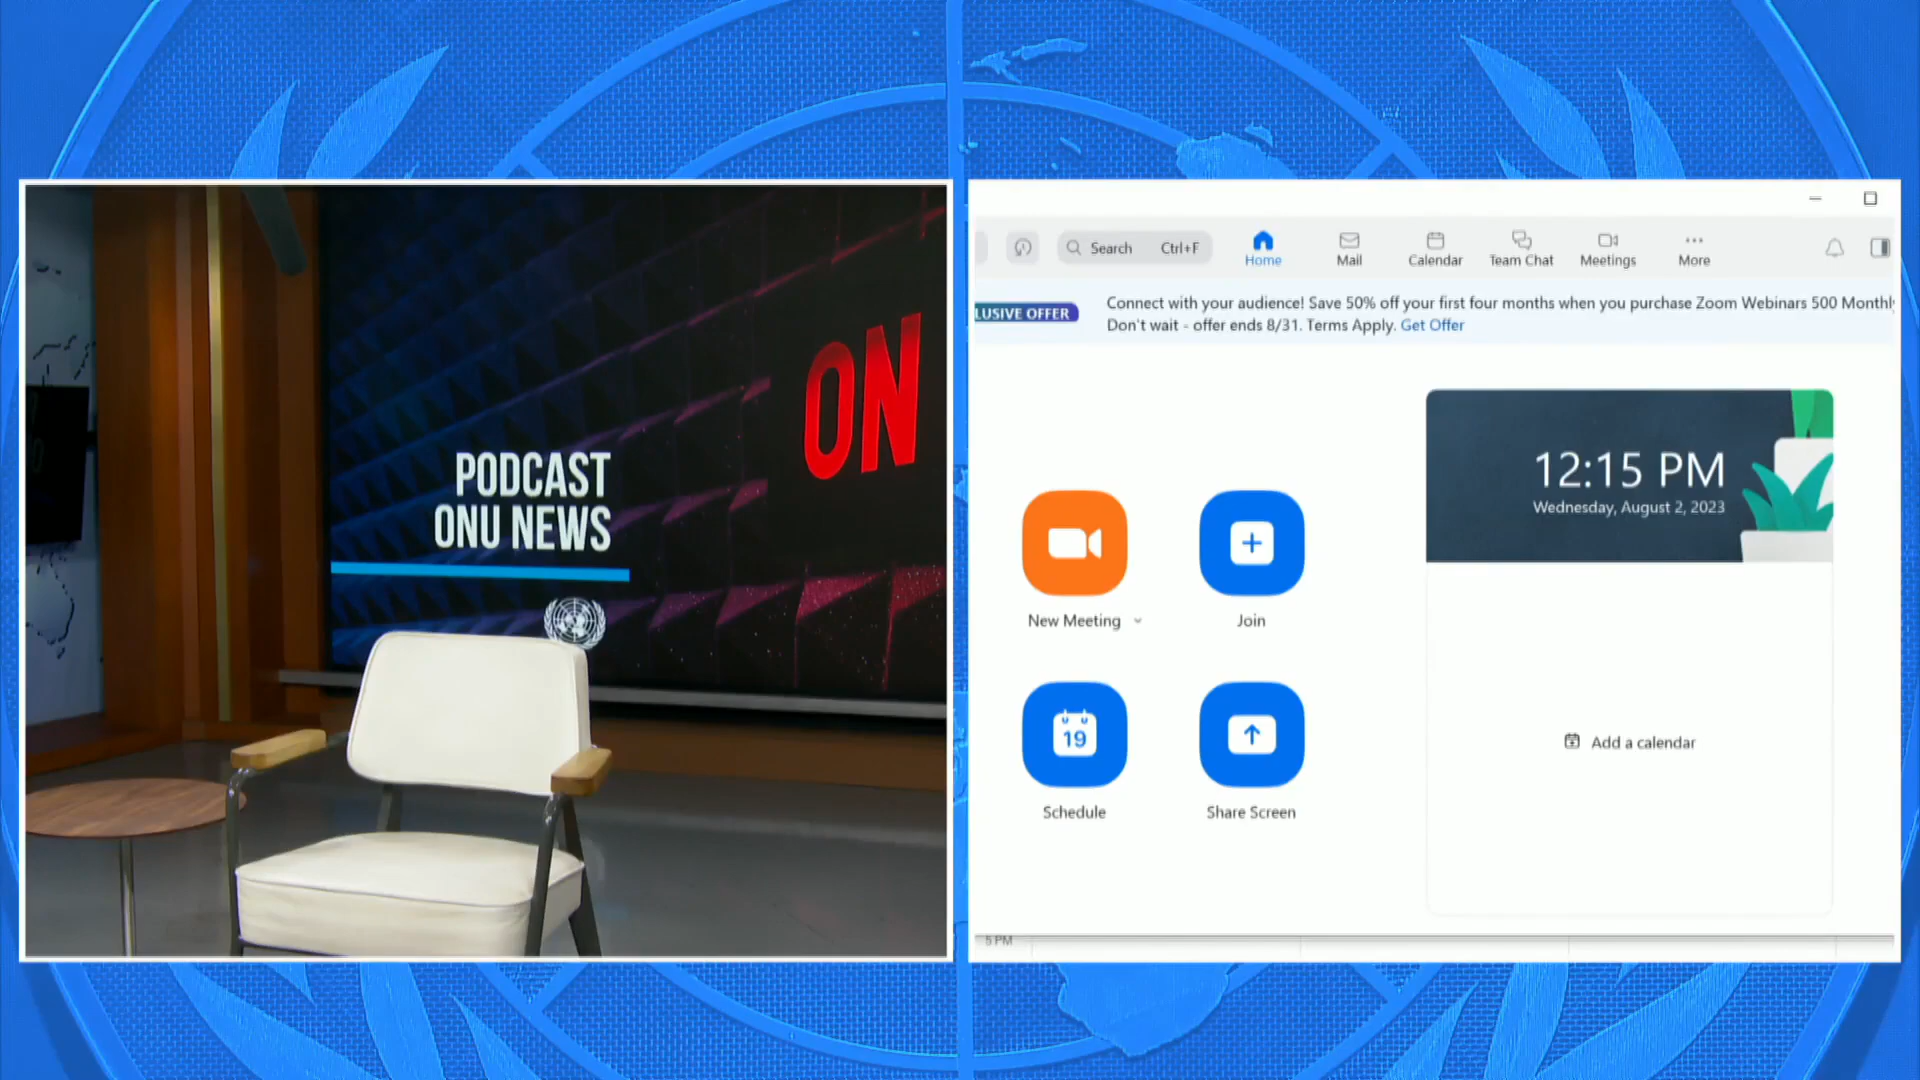 PODCAST
ONU NEWS
ON
Search Ctrl+F
Home
Mail
Calendar
Team Chat
Meetings
More
LUSIVE OFFER
Connect with your audience! Save 50% off your first four months when you purchase Zoom Webinars 500 Monthly
Don't wait - offer ends 8/31. Terms Apply. Get Offer
12:15 PM
Wednesday, August 2, 2023
New Meeting
Join
19
Schedule
Share Screen
Add a calendar
5 PM